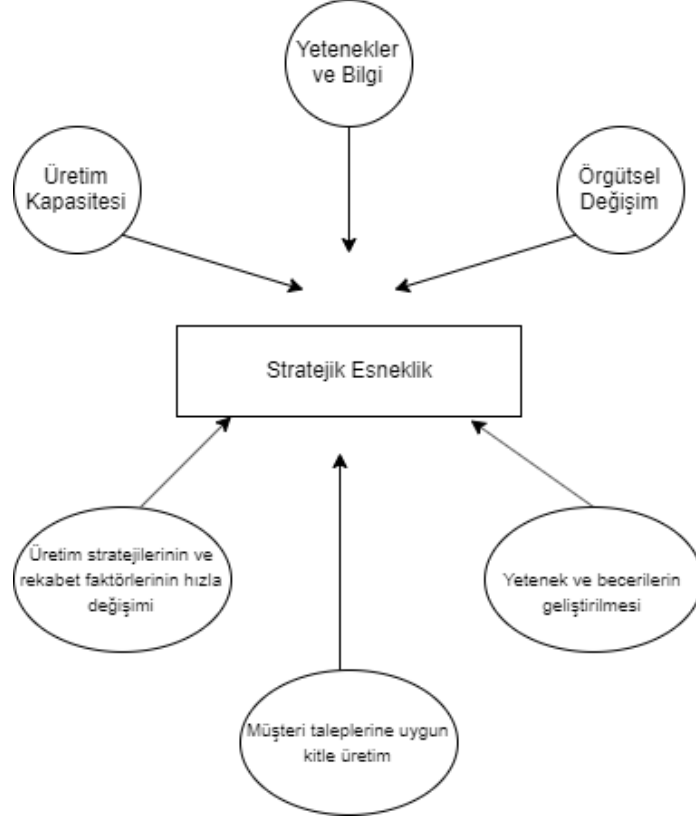 Yetenekler
ve Bilgi
Üretim
Kapasitesi
Örgütsel
Değişim
Stratejik Esneklik
Üretim stratejilerinin ve
rekabet faktörlerinin hızla
değişimi
Yetenek ve becerilerin
geliştirilmesi
Müşteri taleplerine uygun
kitle üretim